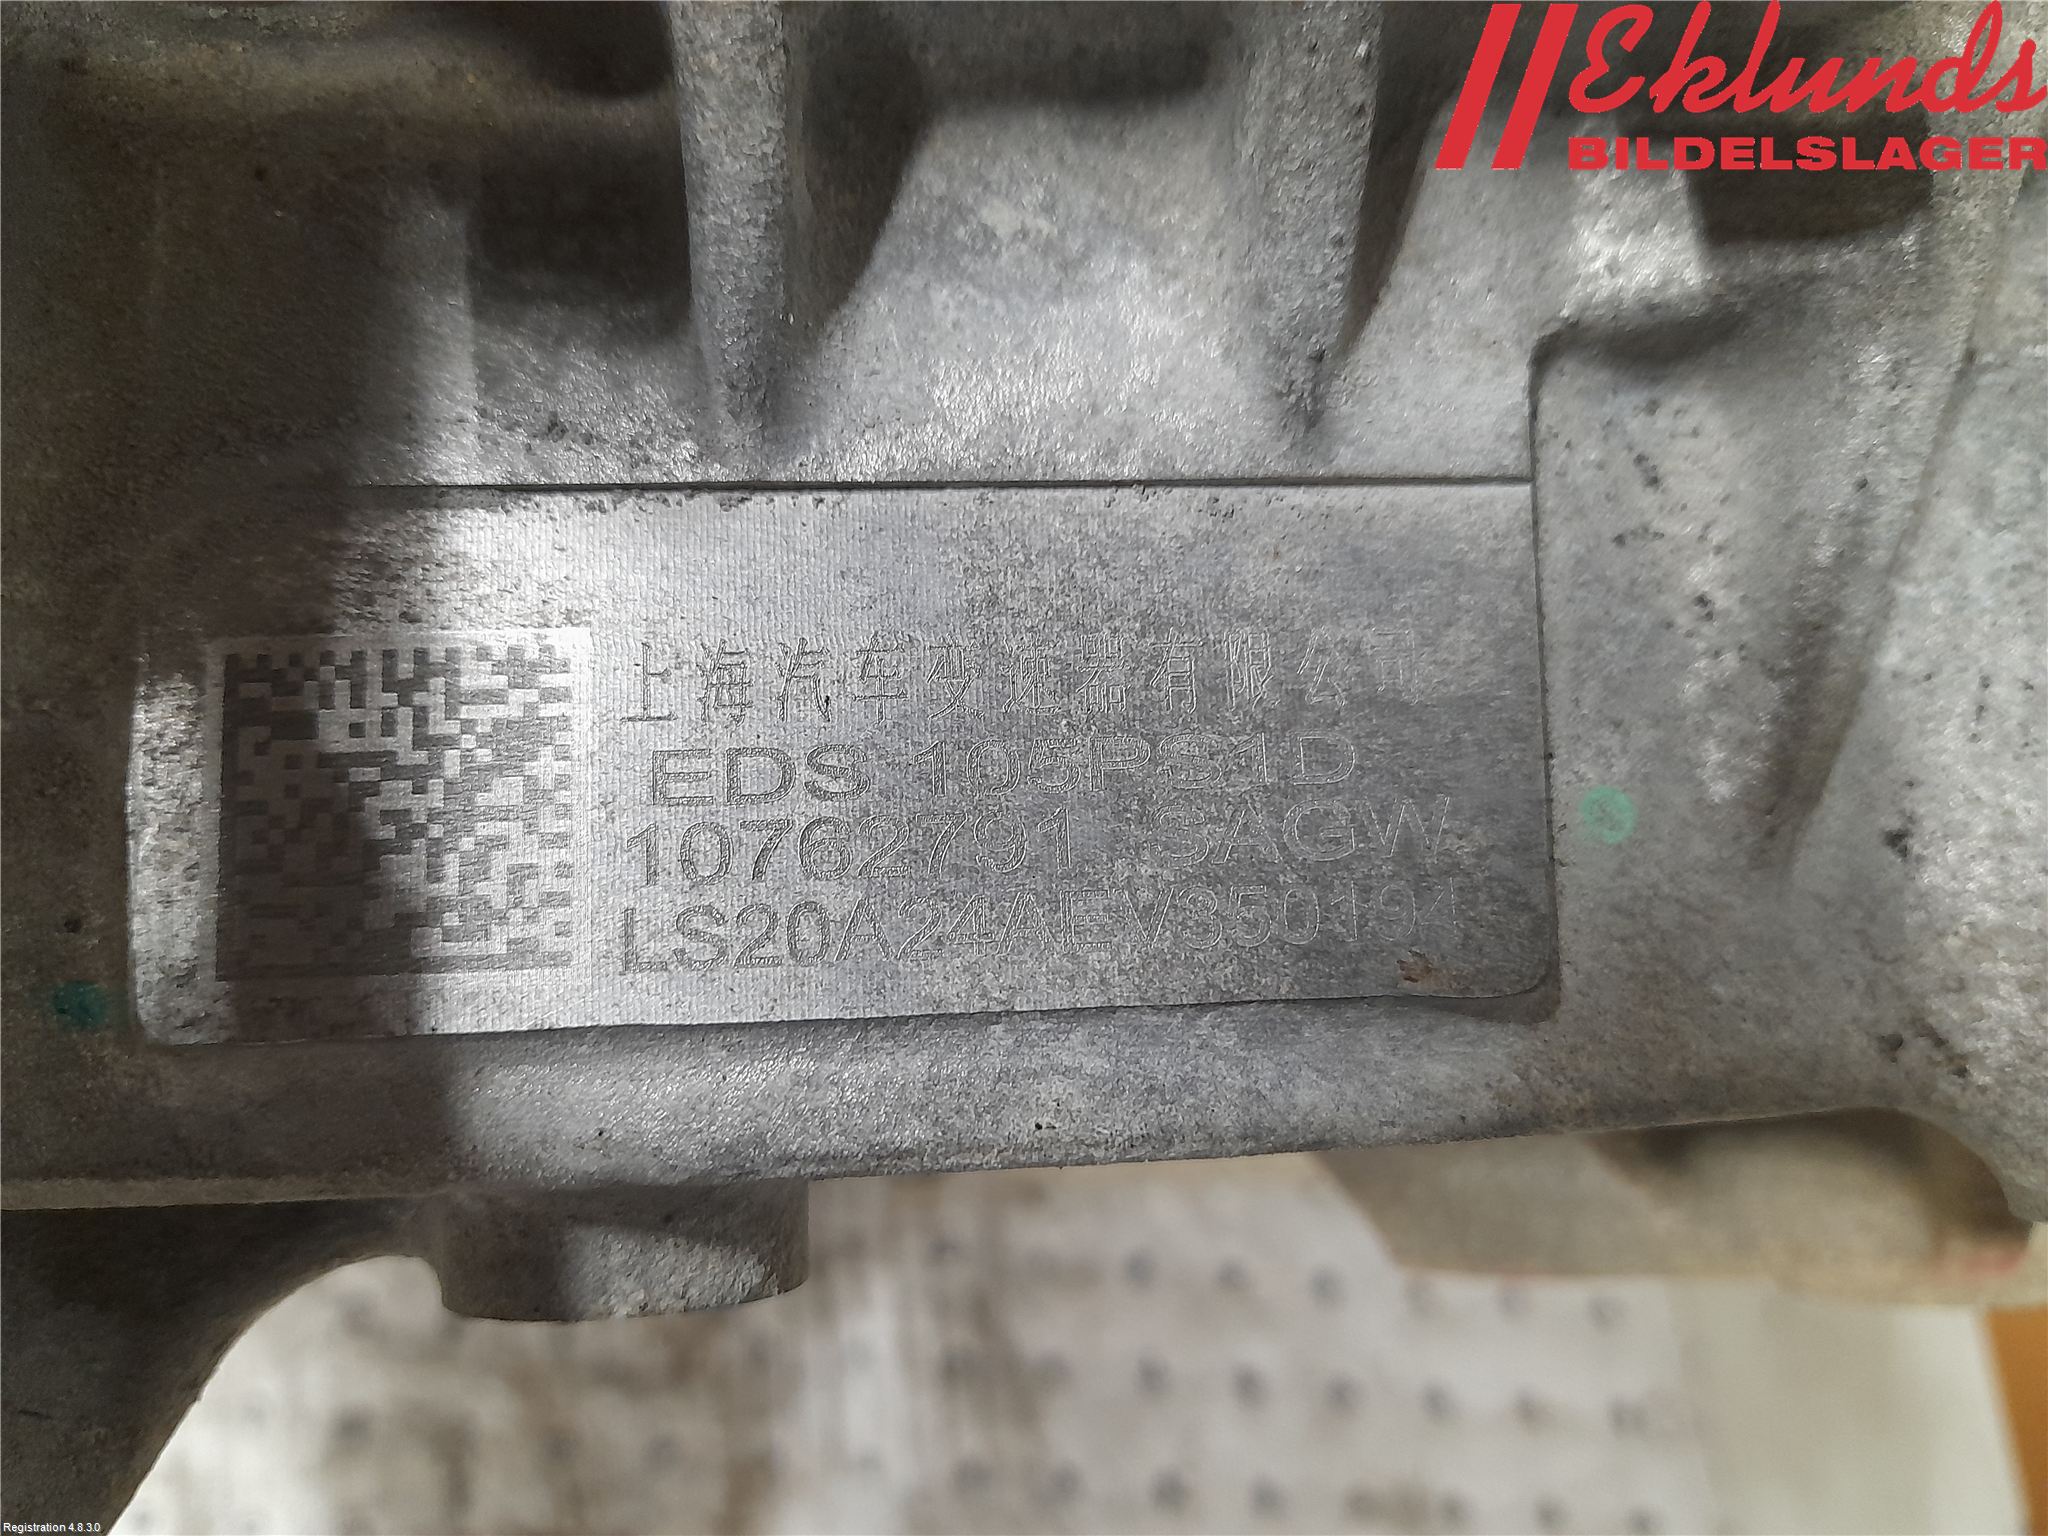 Eklunds
BILDELSLAGER
上海汽车变速器有限公司
EDS 105PS1D
10762791 SAGW
LS20A24AEV350194
Registration 4.8.3.0